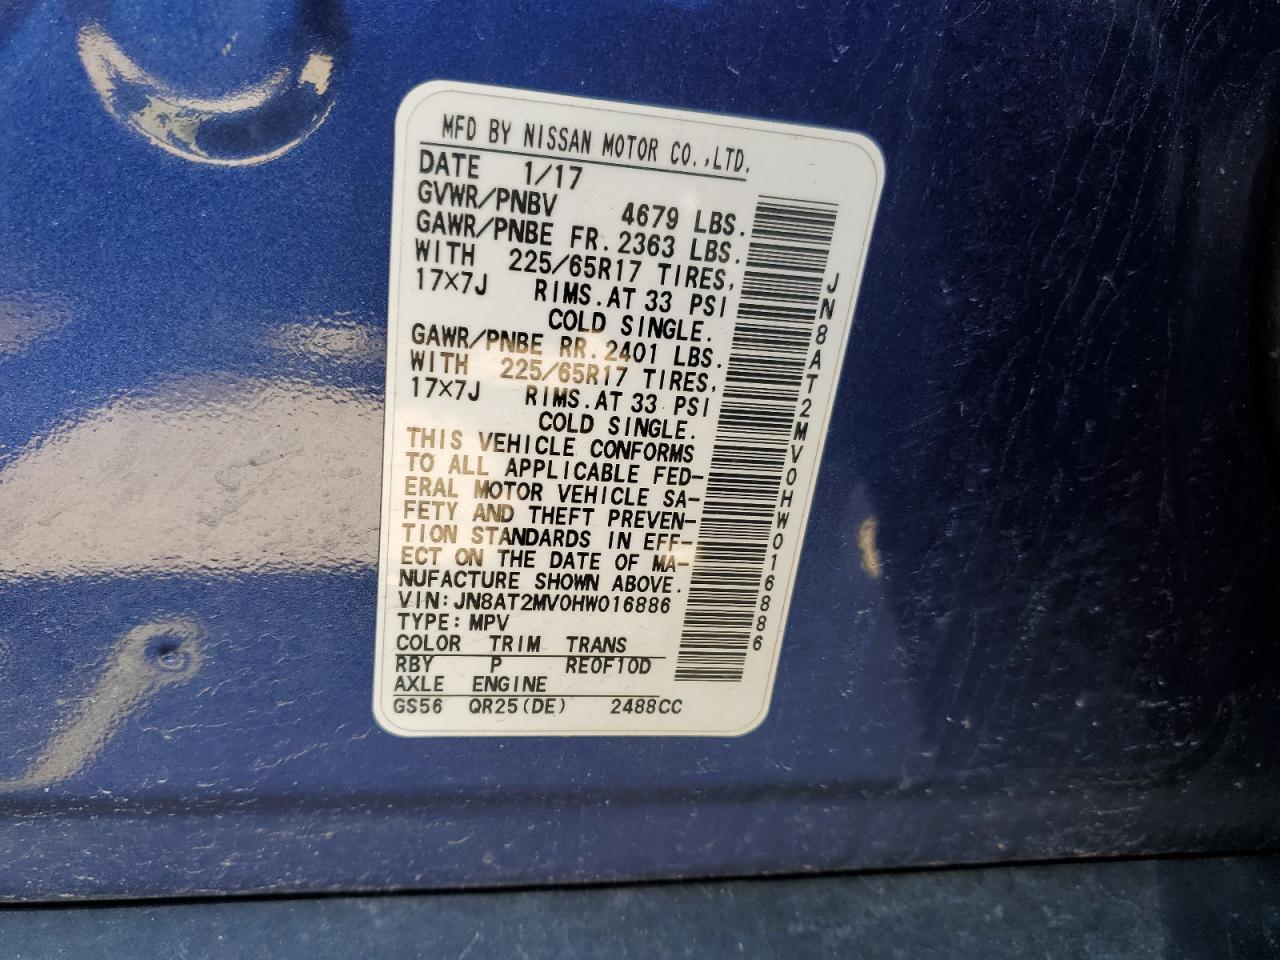 MFD BY NISSAN MOTOR CO.,LTD.
DATE 1/17
GVWR/PNBV 4679 LBS.
GAWR/PNBE FR. 2363 LBS.
WITH 225/65R17 TIRES,
17×7J RIMS. AT 33 PSI
COLD SINGLE.
GAWR/PNBE RR. 2401 LBS.
WITH 225/65R17 TIRES,
17×7J RIMS. AT 33 PSI
COLD SINGLE.
THIS VEHICLE CONFORMS
TO ALL APPLICABLE FED-
ERAL MOTOR VEHICLE SA-
FETY AND THEFT PREVEN-
TION STANDARDS IN EFF-
ECT ON THE DATE OF MA-
NUFACTURE SHOWN ABOVE.
VIN: JN8AT2MV0HW016886
TYPE: MPV
COLOR TRIM TRANS
RBY P RE0F10D
AXLE ENGINE
GS56 QR25(DE) 2488CC
JN8AT2MV0HW016886